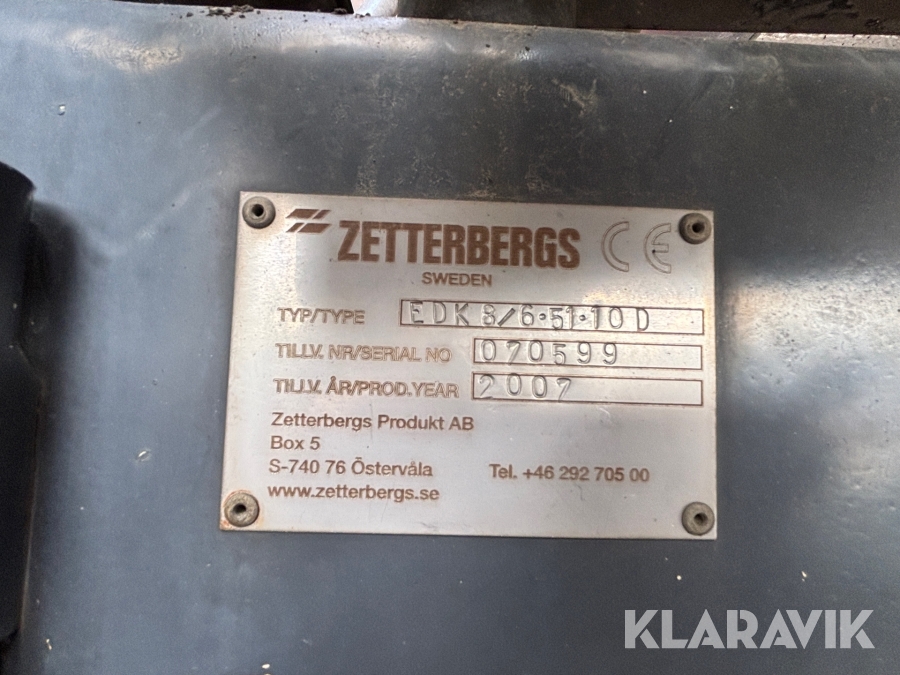 ZETTERBERGS CE
SWEDEN
TYP/TYPE EDK 8/6·51·10D
TILLV. NR/SERIAL NO 070599
TILLV. ÅR/PROD.YEAR 2007
Zetterbergs Produkt AB
Box 5
S-740 76 Östervåla Tel. +46 292 705 00
www.zetterbergs.se
KLARAVIK